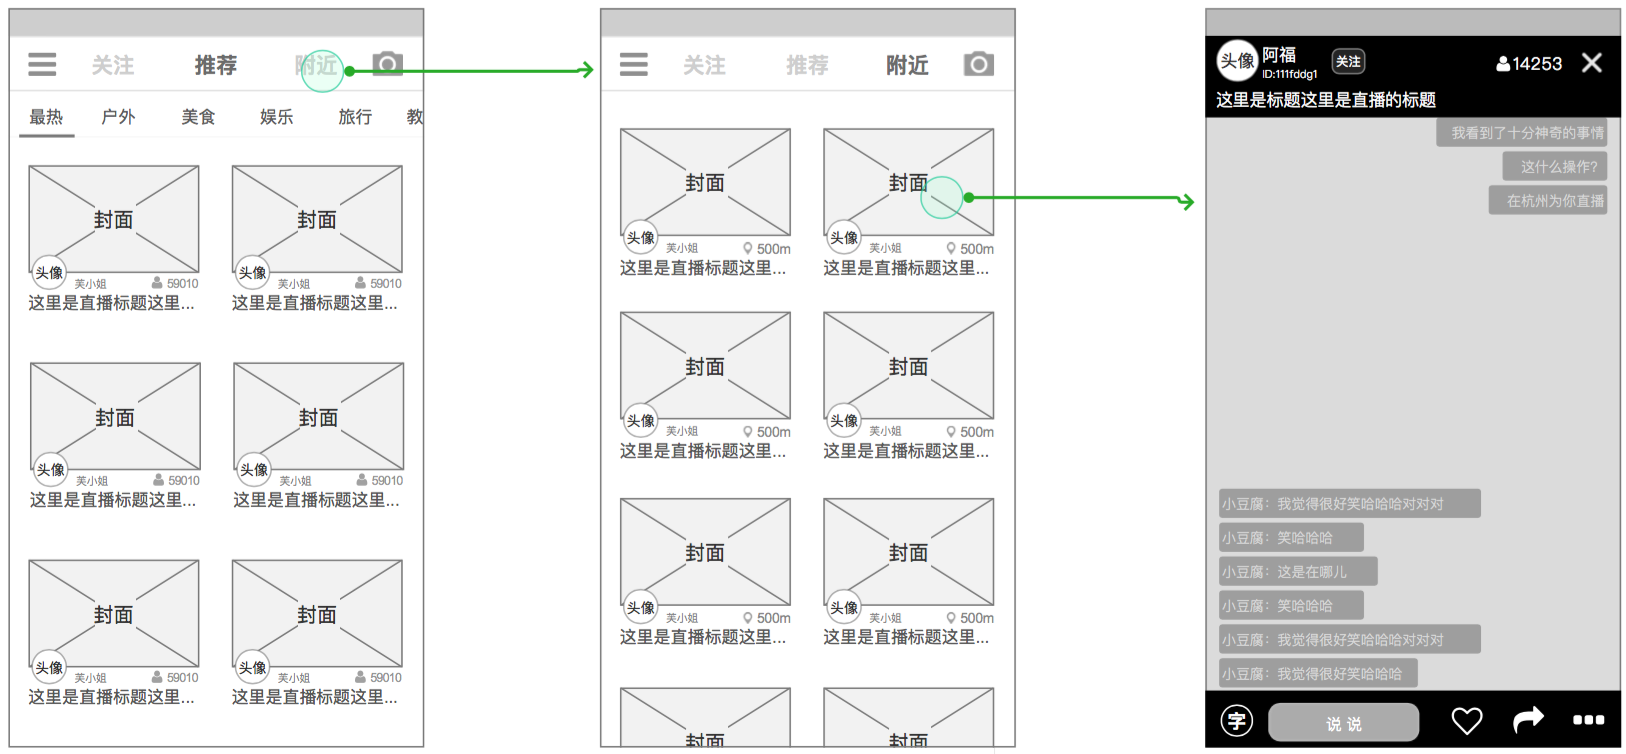 关注 推荐 附近
最热 户外 美食 娱乐 旅行 教
封面 封面
头像 芙小姐 59010 头像 芙小姐 59010
这里是直播标题这里... 这里是直播标题这里...
封面 封面
头像 芙小姐 59010 头像 芙小姐 59010
这里是直播标题这里... 这里是直播标题这里...
封面 封面
头像 芙小姐 59010 头像 芙小姐 59010
这里是直播标题这里... 这里是直播标题这里...
关注 推荐 附近
封面 封面
头像 芙小姐 500m 头像 芙小姐 500m
这里是直播标题这里... 这里是直播标题这里...
封面 封面
头像 芙小姐 500m 头像 芙小姐 500m
这里是直播标题这里... 这里是直播标题这里...
封面 封面
头像 芙小姐 500m 头像 芙小姐 500m
这里是直播标题这里... 这里是直播标题这里...
封面 封面
头像 阿福 关注 14253
ID:111fddg1
这里是标题这里是直播的标题
我看到了十分神奇的事情
这什么操作?
在杭州为你直播
小豆腐：我觉得很好笑哈哈哈对对对
小豆腐：笑哈哈哈
小豆腐：这是在哪儿
小豆腐：笑哈哈哈
小豆腐：我觉得很好笑哈哈哈对对对
小豆腐：我觉得很好笑哈哈哈
字 说 说